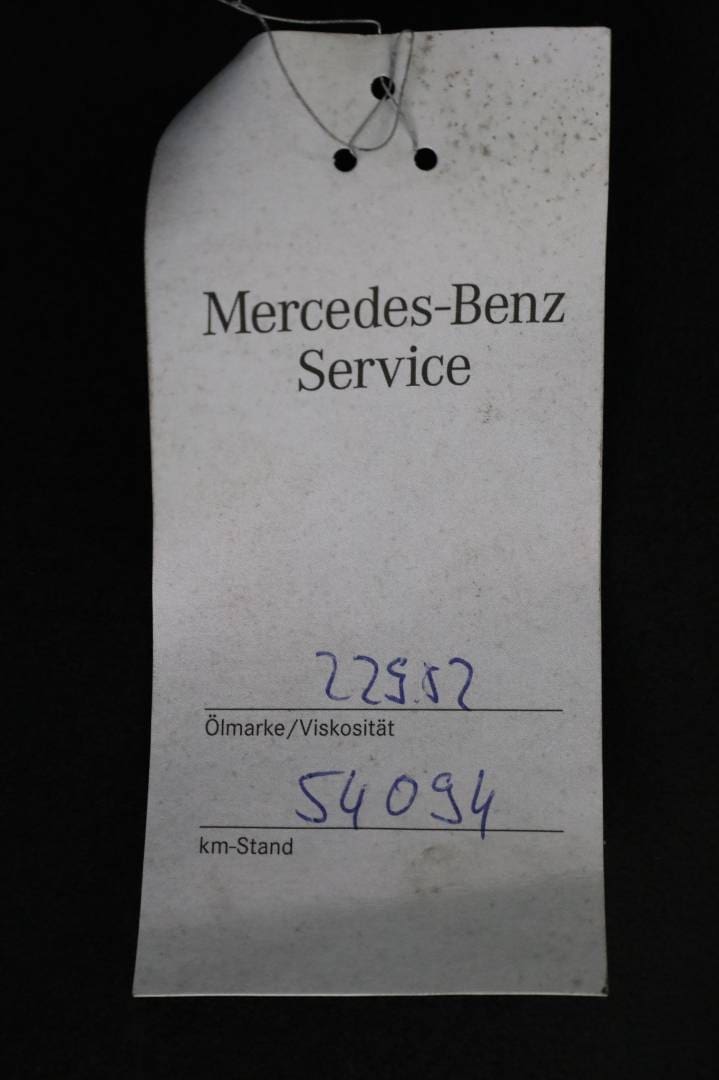 Mercedes-Benz
Service
229.52
Ölmarke/Viskosität
54094
km-Stand